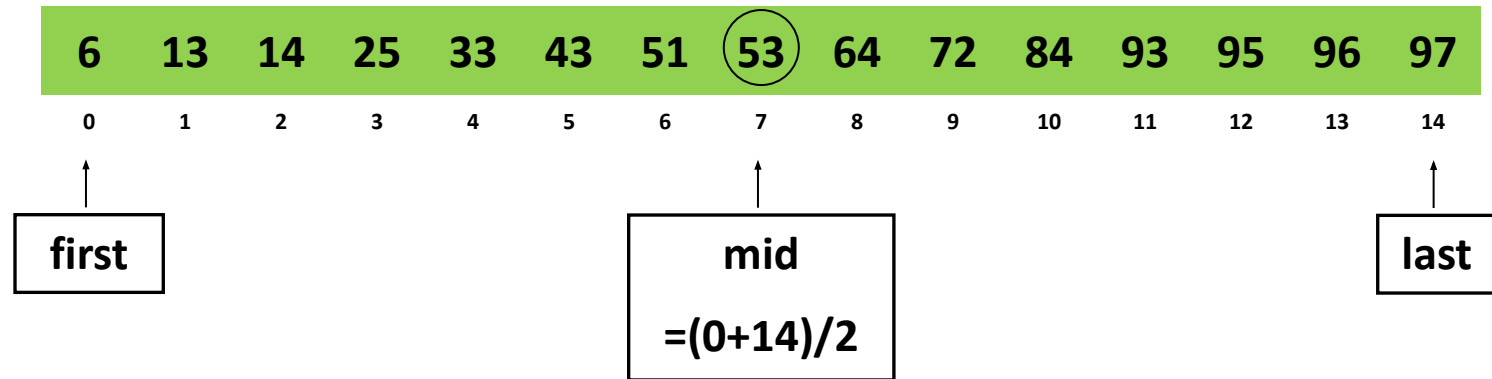 6 13 14 25 33 43 51 53 64 72 84 93 95 96 97
0 1 2 3 4 5 6 7 8 9 10 11 12 13 14
first
mid
=(0+14)/2
last